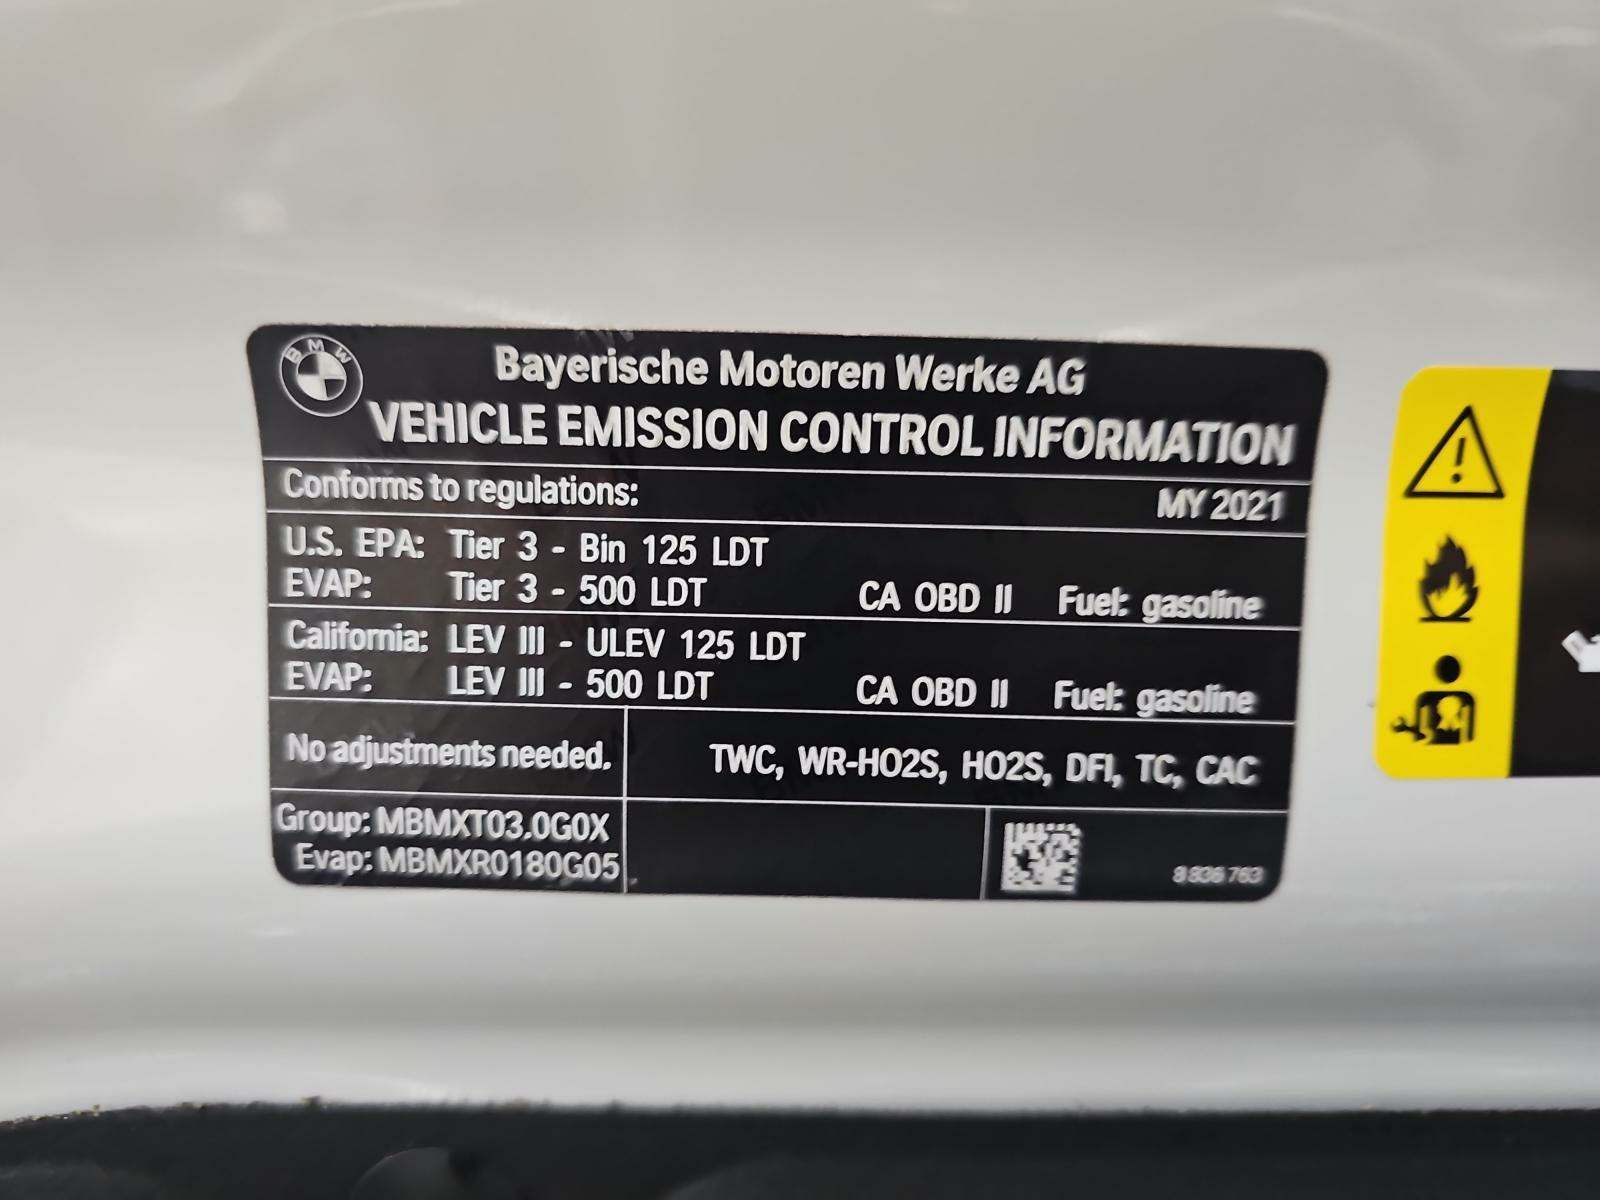 BMW
Bayerische Motoren Werke AG
VEHICLE EMISSION CONTROL INFORMATION
Conforms to regulations: MY 2021
U.S. EPA: Tier 3 - Bin 125 LDT
EVAP: Tier 3 - 500 LDT CA OBD II Fuel: gasoline
California: LEV III - ULEV 125 LDT
EVAP: LEV III - 500 LDT CA OBD II Fuel: gasoline
No adjustments needed. TWC, WR-HO2S, HO2S, DFI, TC, CAC
Group: MBMXT03.0G0X
Evap: MBMXR0180G05
8 836 763